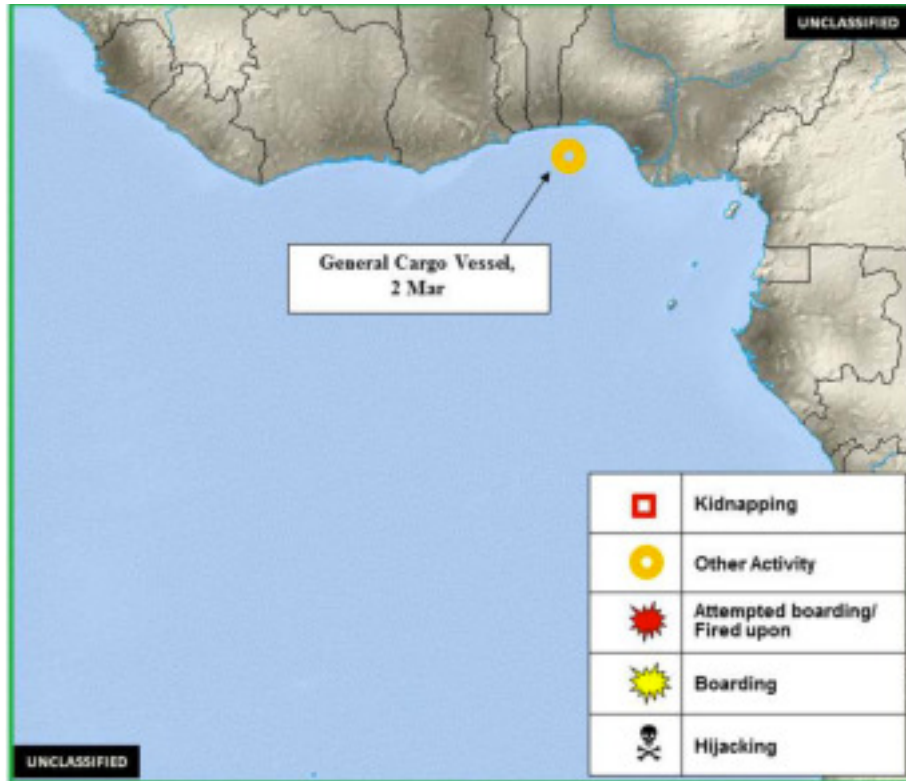 UNCLASSIFIED
General Cargo Vessel,
2 Mar
Kidnapping
Other Activity
Attempted boarding/
Fired upon
Boarding
Hijacking
UNCLASSIFIED